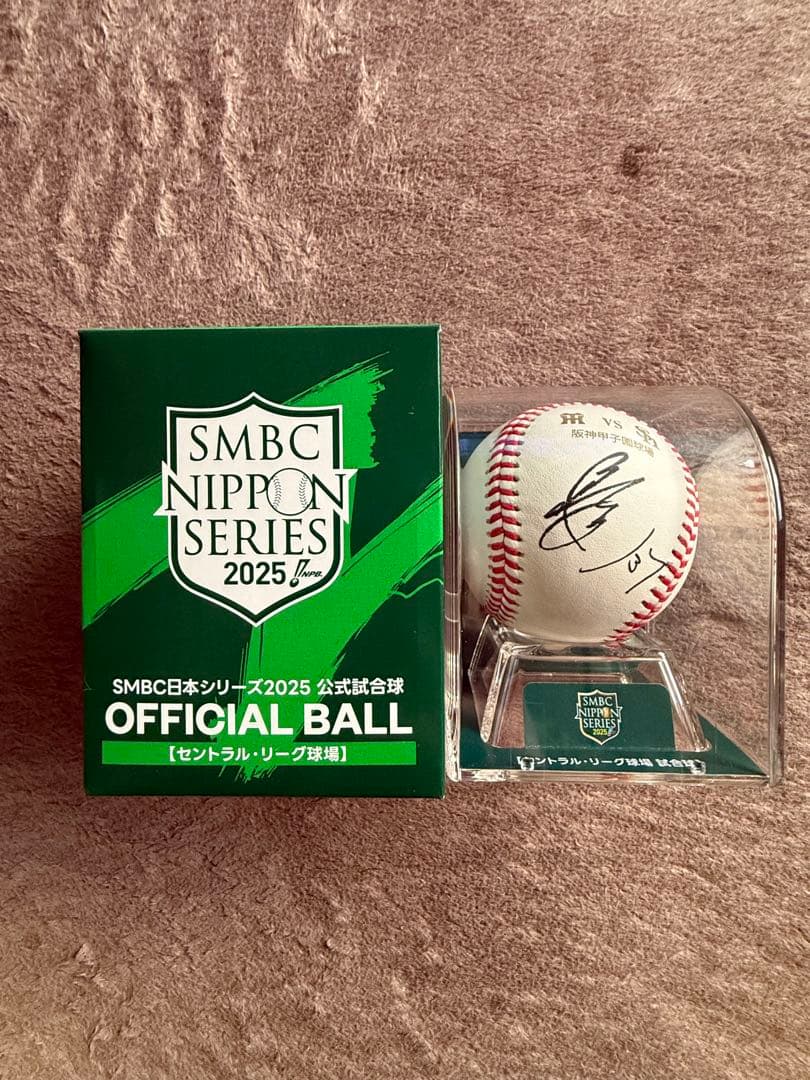 SMBC
NIPPON
SERIES
2025 NPB
SMBC日本シリーズ2025 公式試合球
OFFICIAL BALL
【セントラル・リーグ球場】
VS
阪神甲子園球場
SMBC
NIPPON
SERIES
2025
【セントラル・リーグ球場 試合球】